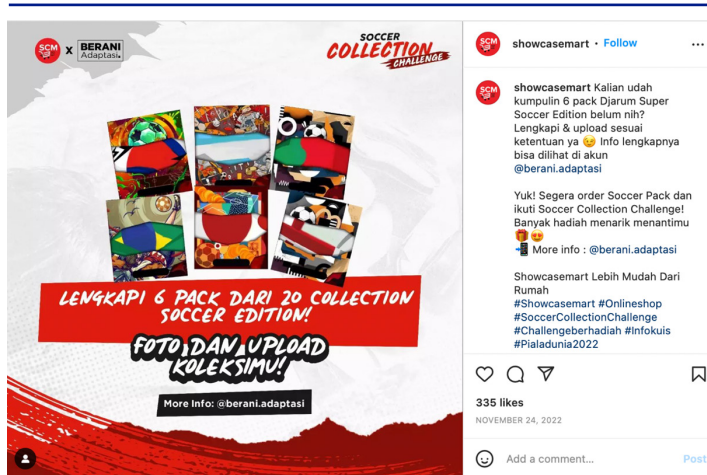 SCM x BERANI
Adaptasi.
SOCCER
COLLECTION
CHALLENGE
LENGKAPI 6 PACK DARI 20 COLLECTION
SOCCER EDITION!
FOTO DAN UPLOAD
KOLEKSIMU!
More Info: @berani.adaptasi
SCM
showcasemart • Follow
SCM
showcasemart Kalian udah
kumpulin 6 pack Djarum Super
Soccer Edition belum nih?
Lengkapi & upload sesuai
ketentuan ya 😉 Info lengkapnya
bisa dilihat di akun
@berani.adaptasi
Yuk! Segera order Soccer Pack dan
ikuti Soccer Collection Challenge!
Banyak hadiah menarik menantimu
🎁😍
📲 More info : @berani.adaptasi
Showcasemart Lebih Mudah Dari
Rumah
#Showcasemart #Onlineshop
#SoccerCollectionChallenge
#Challengeberhadiah #Infokuis
#Pialadunia2022
335 likes
NOVEMBER 24, 2022
Add a comment...
Post